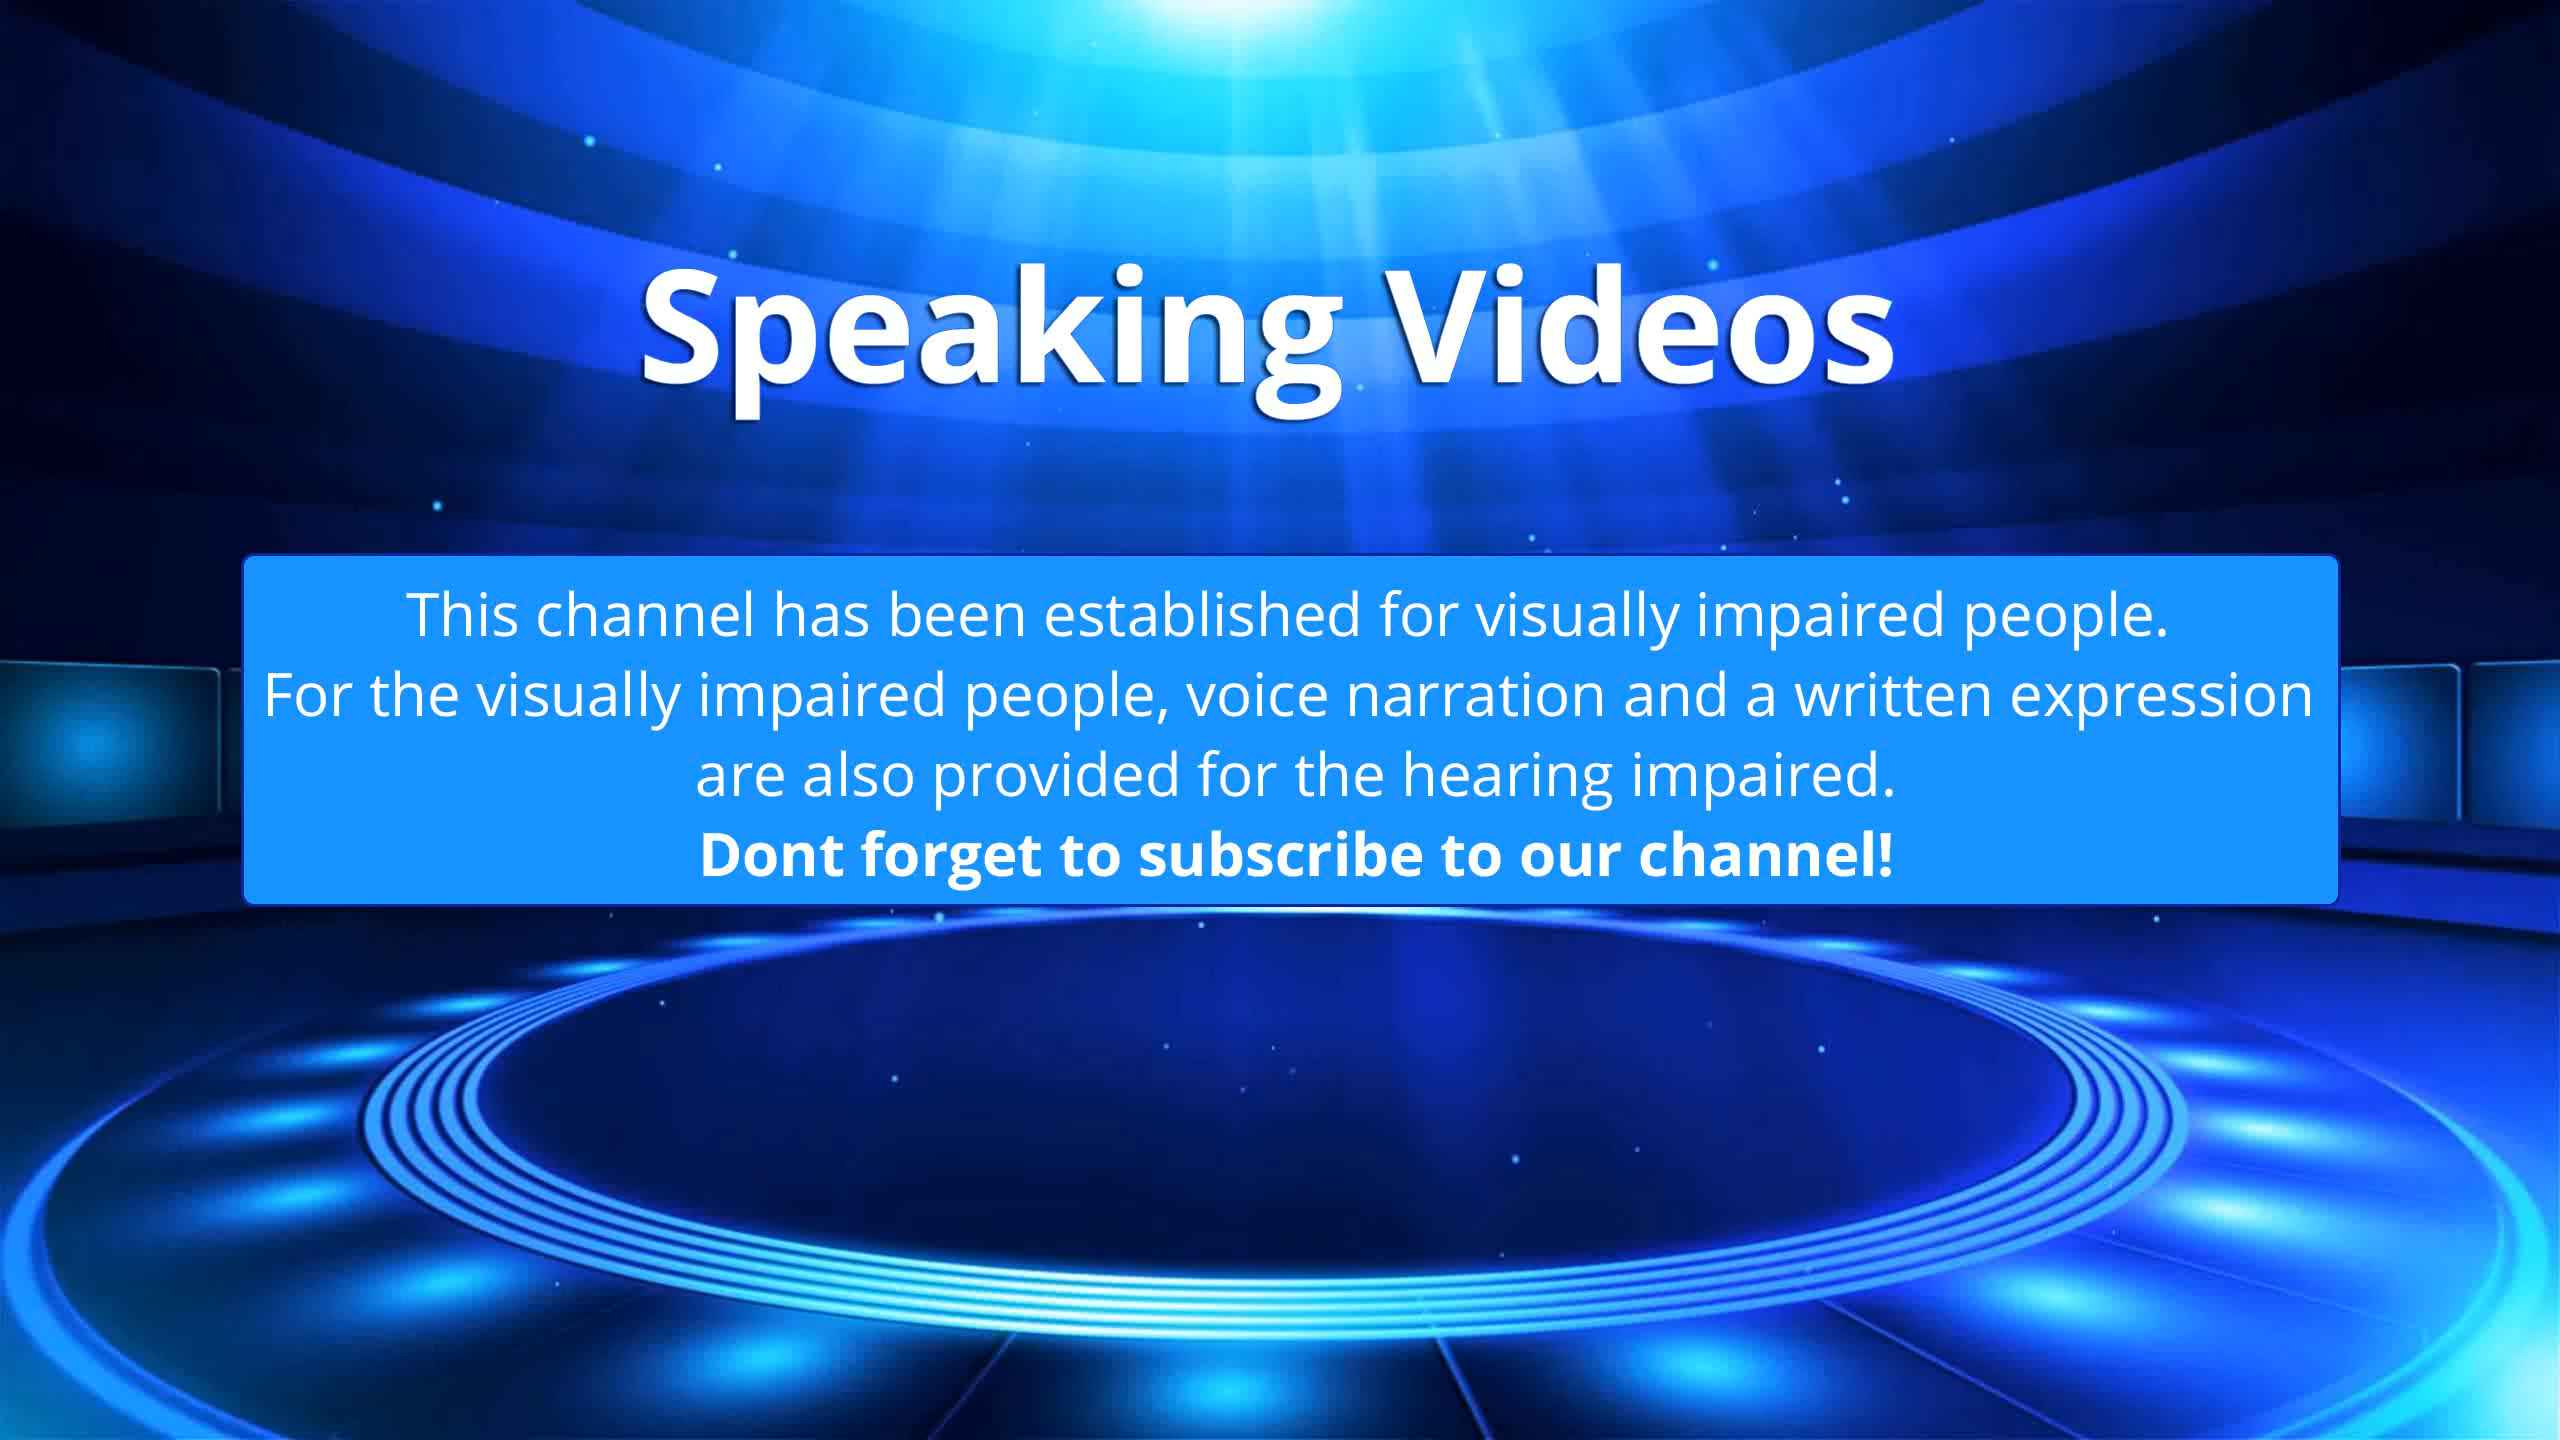 Speaking Videos
This channel has been established for visually impaired people.
For the visually impaired people, voice narration and a written expression
are also provided for the hearing impaired.
Dont forget to subscribe to our channel!